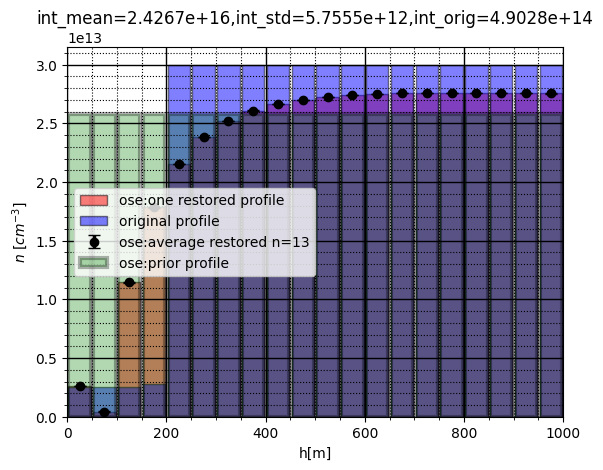 int_mean=2.4267e+16,int_std=5.7555e+12,int_orig=4.9028e+14
1e13
3.0
2.5
2.0
1.5
1.0
0.5
0.0
n [cm⁻³]
ose:one restored profile
original profile
ose:average restored n=13
ose:prior profile
0 200 400 600 800 1000
h[m]